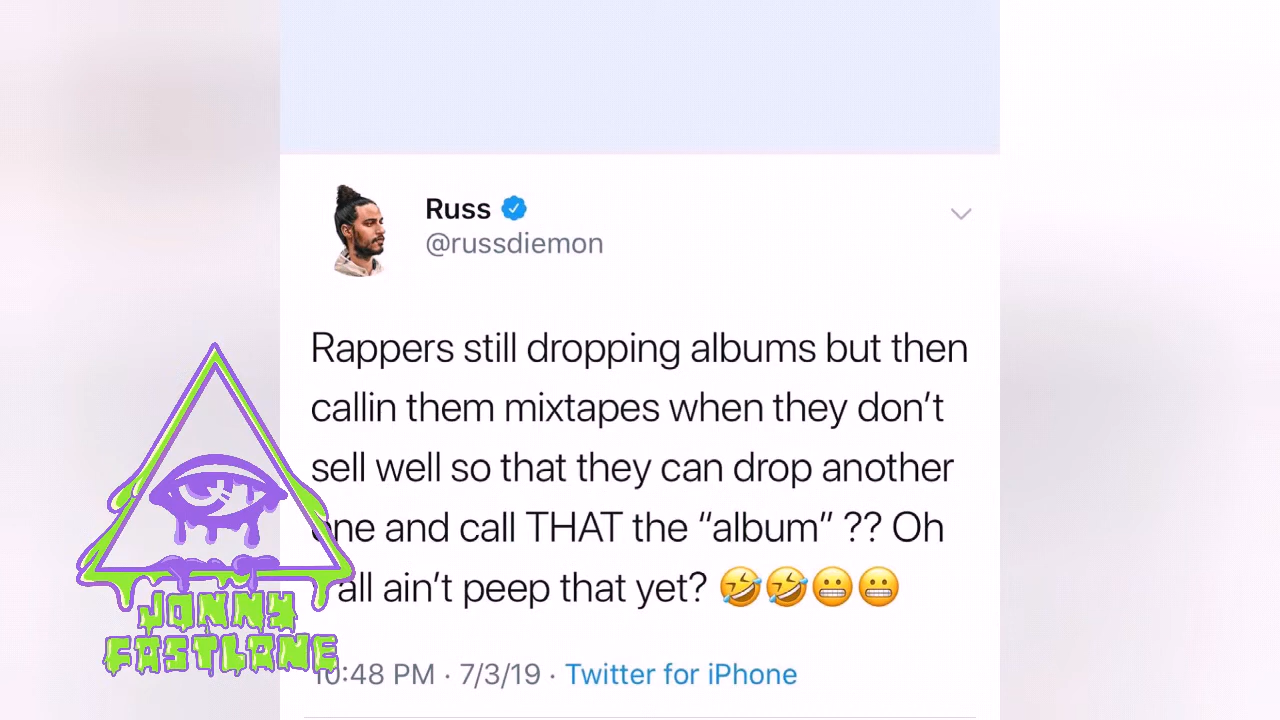 Russ
@russdiemon
Rappers still dropping albums but then
callin them mixtapes when they don’t
sell well so that they can drop another
one and call THAT the “album” ?? Oh
all ain’t peep that yet? 🤣🤣😬😬
10:48 PM · 7/3/19 · Twitter for iPhone
JONNY
FASTLANE